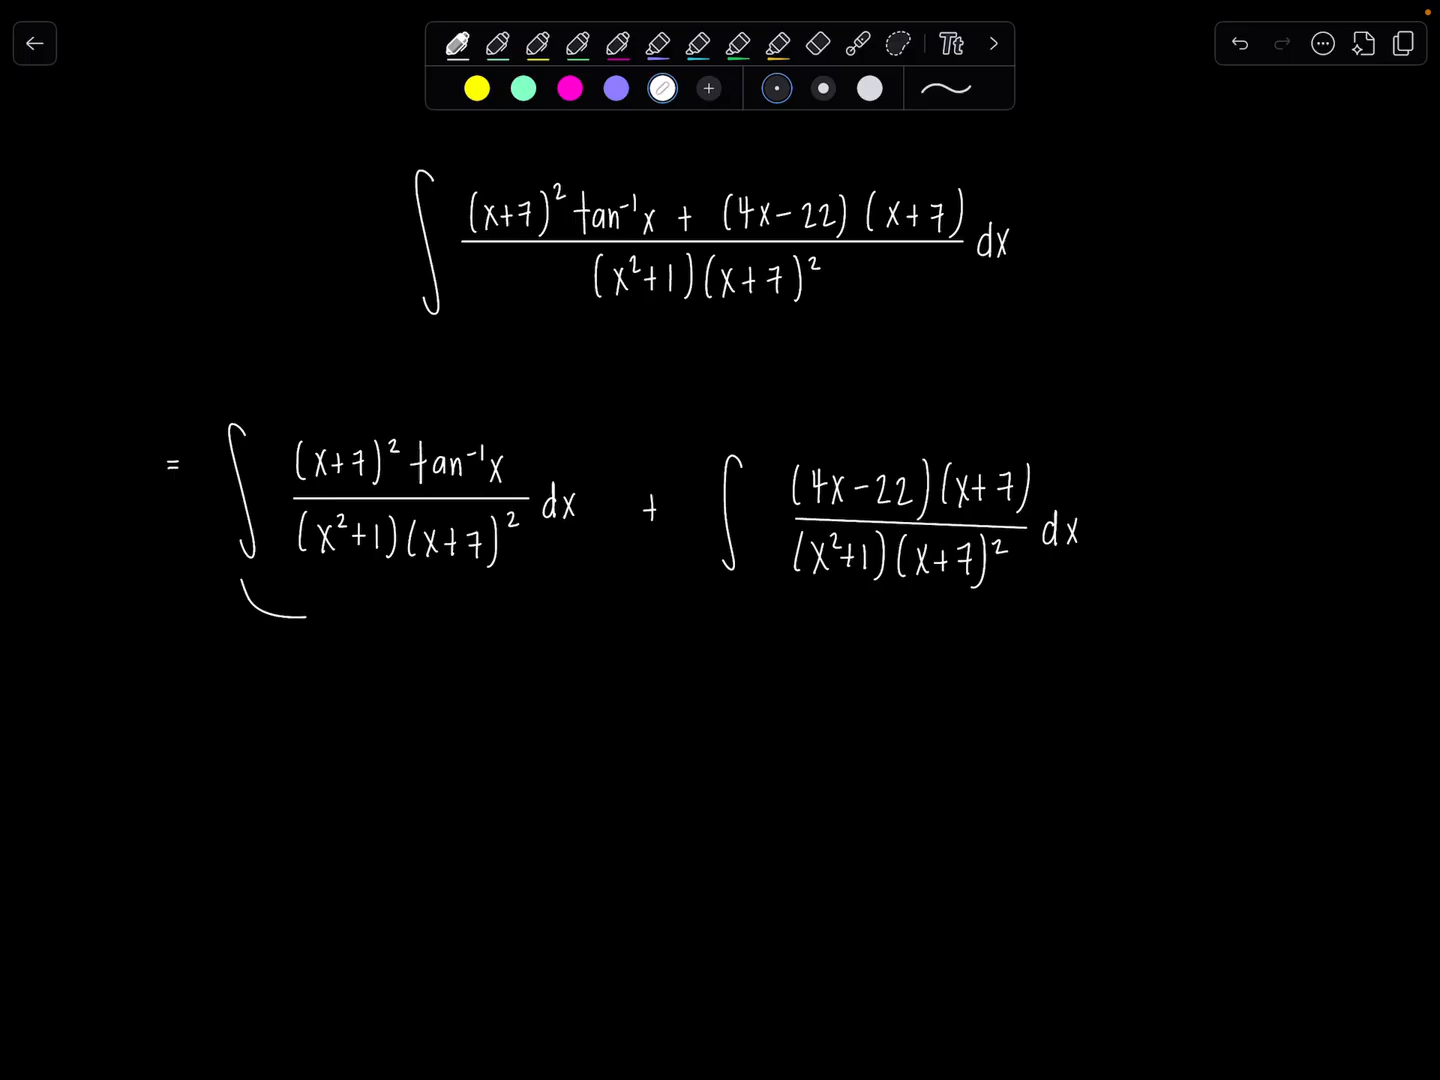 Tt
∫ (x+7)² tan⁻¹x + (4x-22)(x+7) / (x²+1)(x+7)² dx
= ∫ (x+7)² tan⁻¹x / (x²+1)(x+7)² dx + ∫ (4x-22)(x+7) / (x²+1)(x+7)² dx